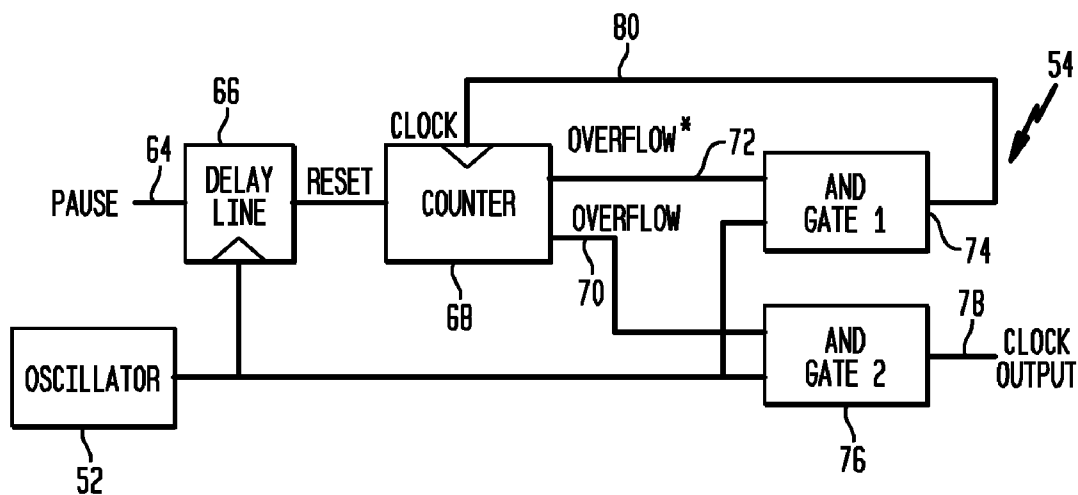 80
54
66
CLOCK
OVERFLOW*
72
64
PAUSE
DELAY
LINE
RESET
COUNTER
AND
GATE 1
OVERFLOW
74
70
68
78
OSCILLATOR
AND
GATE 2
CLOCK
OUTPUT
52
76